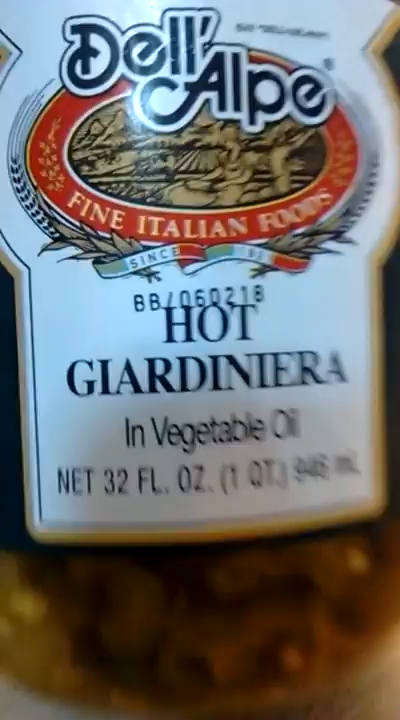 Dell'
Alpe
FINE ITALIAN FOODS
SINCE
BB/060218
HOT
GIARDINIERA
In Vegetable Oil
NET 32 FL. OZ. (1 QT.) 946 mL